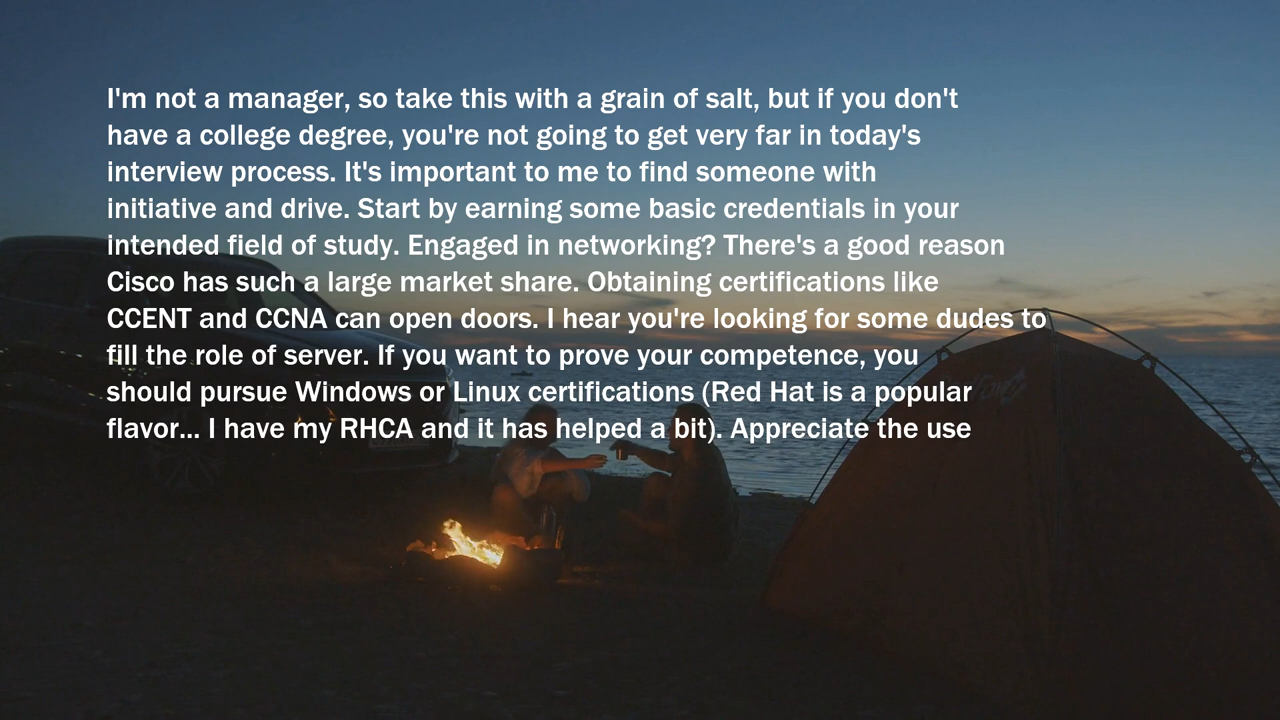 I'm not a manager, so take this with a grain of salt, but if you don't
have a college degree, you're not going to get very far in today's
interview process. It's important to me to find someone with
initiative and drive. Start by earning some basic credentials in your
intended field of study. Engaged in networking? There's a good reason
Cisco has such a large market share. Obtaining certifications like
CCENT and CCNA can open doors. I hear you're looking for some dudes to
fill the role of server. If you want to prove your competence, you
should pursue Windows or Linux certifications (Red Hat is a popular
flavor... I have my RHCA and it has helped a bit). Appreciate the use